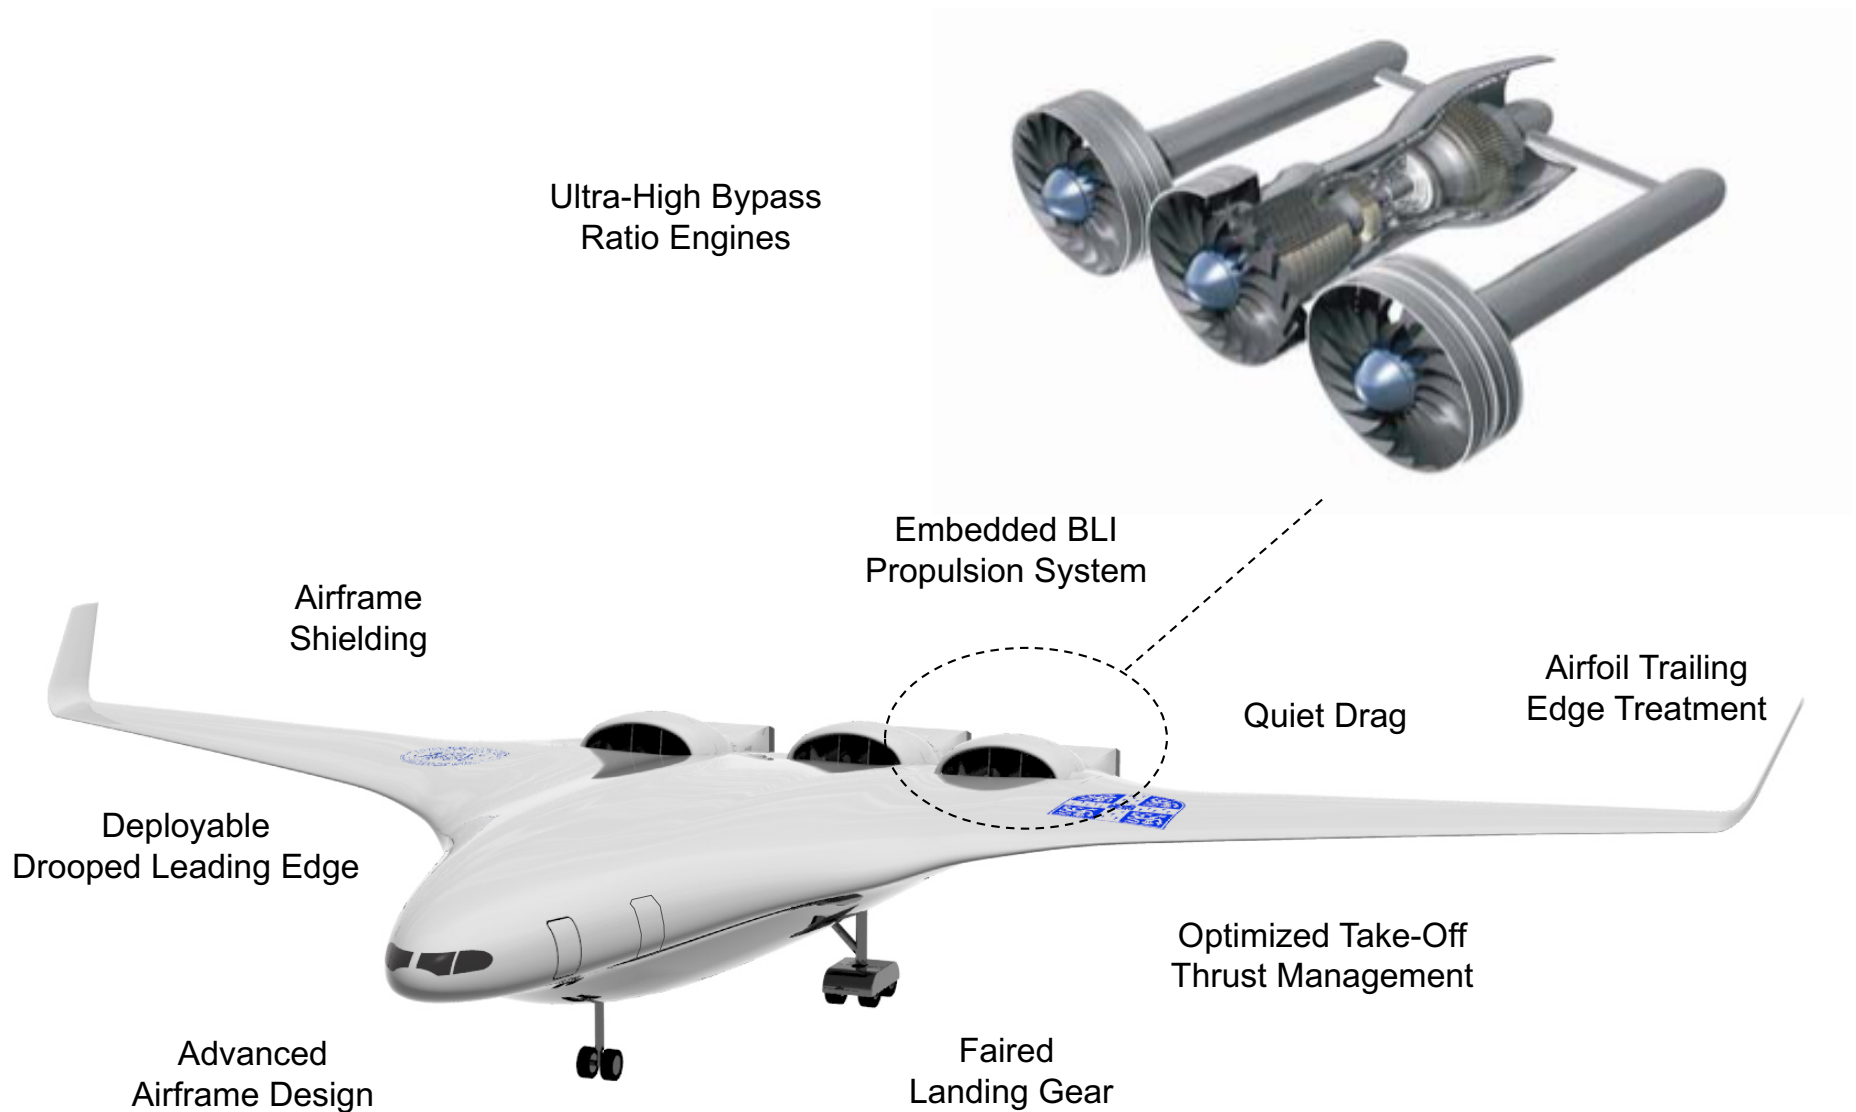 Ultra-High Bypass
Ratio Engines
Embedded BLI
Propulsion System
Airframe
Shielding
Airfoil Trailing
Edge Treatment
Quiet Drag
Deployable
Drooped Leading Edge
Optimized Take-Off
Thrust Management
Advanced
Airframe Design
Faired
Landing Gear